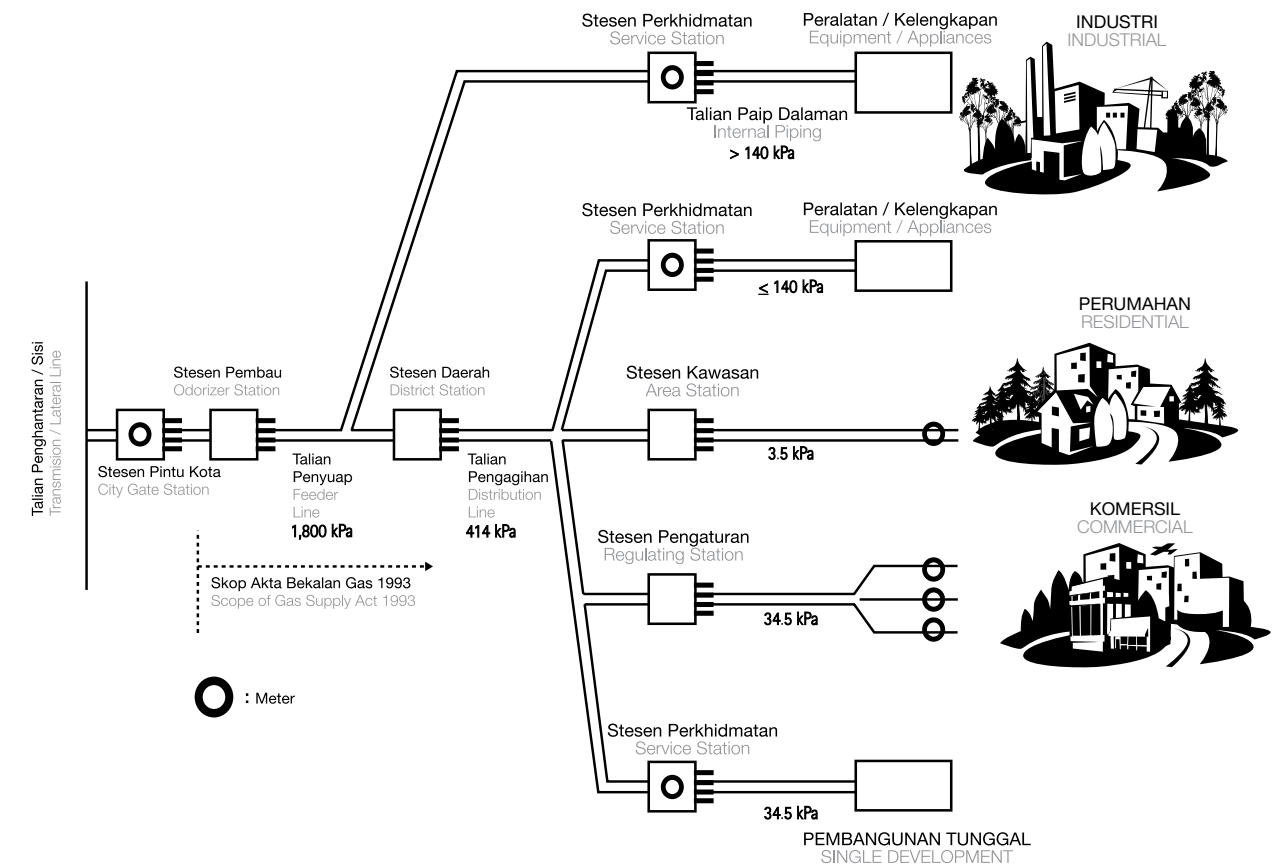 Stesen Perkhidmatan
Service Station
Peralatan / Kelengkapan
Equipment / Appliances
INDUSTRI
INDUSTRIAL
Talian Paip Dalaman
Internal Piping
> 140 kPa
Stesen Perkhidmatan
Service Station
Peralatan / Kelengkapan
Equipment / Appliances
≤ 140 kPa
PERUMAHAN
RESIDENTIAL
Talian Penghantaran / Sisi
Transmision / Lateral Line
Stesen Pembau
Odorizer Station
Stesen Daerah
District Station
Stesen Kawasan
Area Station
3.5 kPa
Stesen Pintu Kota
City Gate Station
Talian
Penyuap
Feeder
Line
1,800 kPa
Talian
Pengagihan
Distribution
Line
414 kPa
KOMERSIL
COMMERCIAL
Stesen Pengaturan
Regulating Station
34.5 kPa
Skop Akta Bekalan Gas 1993
Scope of Gas Supply Act 1993
: Meter
Stesen Perkhidmatan
Service Station
34.5 kPa
PEMBANGUNAN TUNGGAL
SINGLE DEVELOPMENT